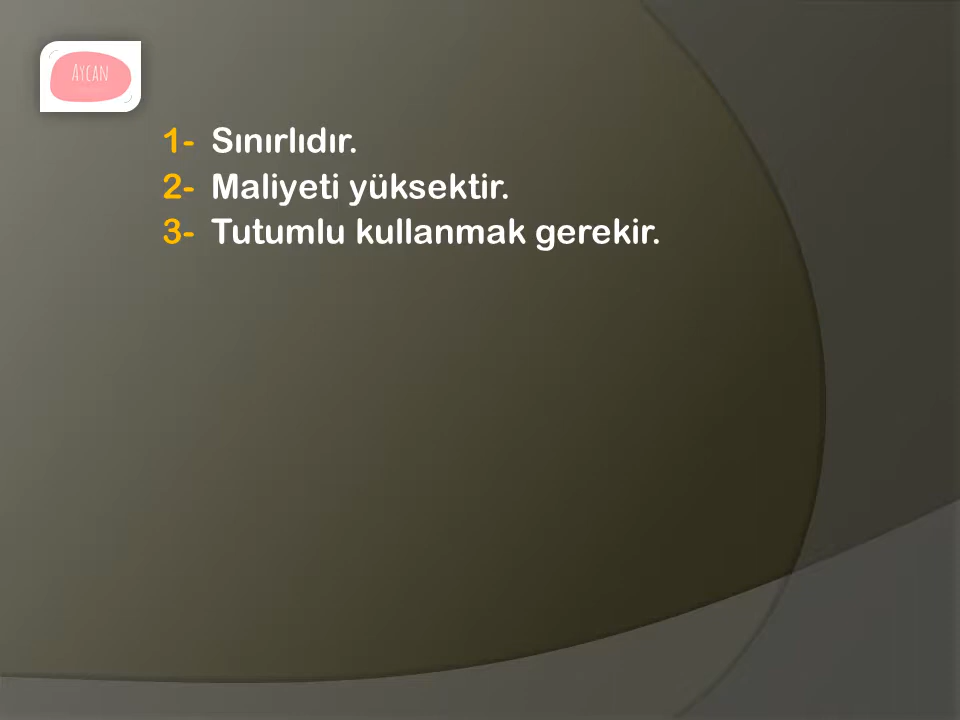 AYCAN
1- Sınırlıdır.
2- Maliyeti yüksektir.
3- Tutumlu kullanmak gerekir.